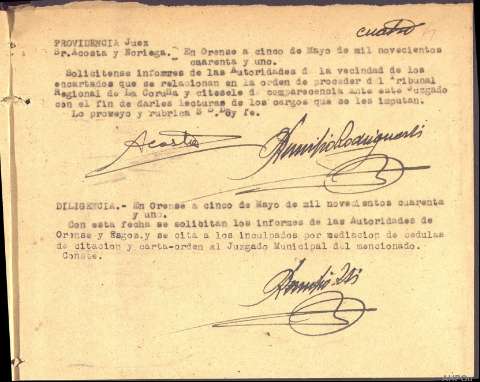 cuatro
PROVIDENCIA Juez
Sr. Acosta y Noriega. En Orense a cinco de Mayo de mil novecientos
cuarenta y uno.
Solicitense informes de las Autoridades d la vecindad de los
encartados que se relacionan en la orden de proceder d l Tribunal
Regional de La Coruña y citesele d comparecencia ante este Juzgado
con el fin de darles lecturas de los cargos que se les imputan.
Lo proveyo y rubrica S S Doy fe.
Acosta
DILIGENCIA.- En Orense a cinco de Mayo de mil novecientos cuarenta
y uno.
Con esta fecha se solicitan los informes de las Autoridades de
Orense y Esgos, y se cita a los inculpados por mediacion de cedulas
de citacion y carta-orden al Juzgado Municipal del mencionado.
Conste.